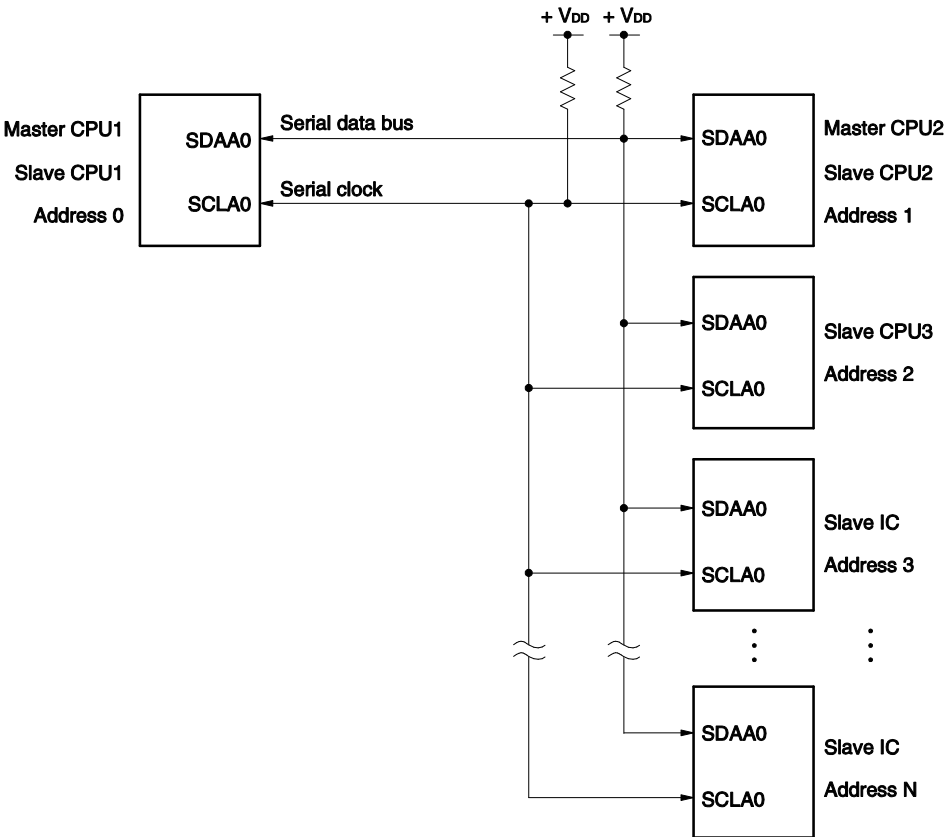 + VDD + VDD
Master CPU1
Slave CPU1
Address 0
SDAA0
SCLA0
Serial data bus
Serial clock
SDAA0
SCLA0
Master CPU2
Slave CPU2
Address 1
SDAA0
SCLA0
Slave CPU3
Address 2
SDAA0
SCLA0
Slave IC
Address 3
SDAA0
SCLA0
Slave IC
Address N